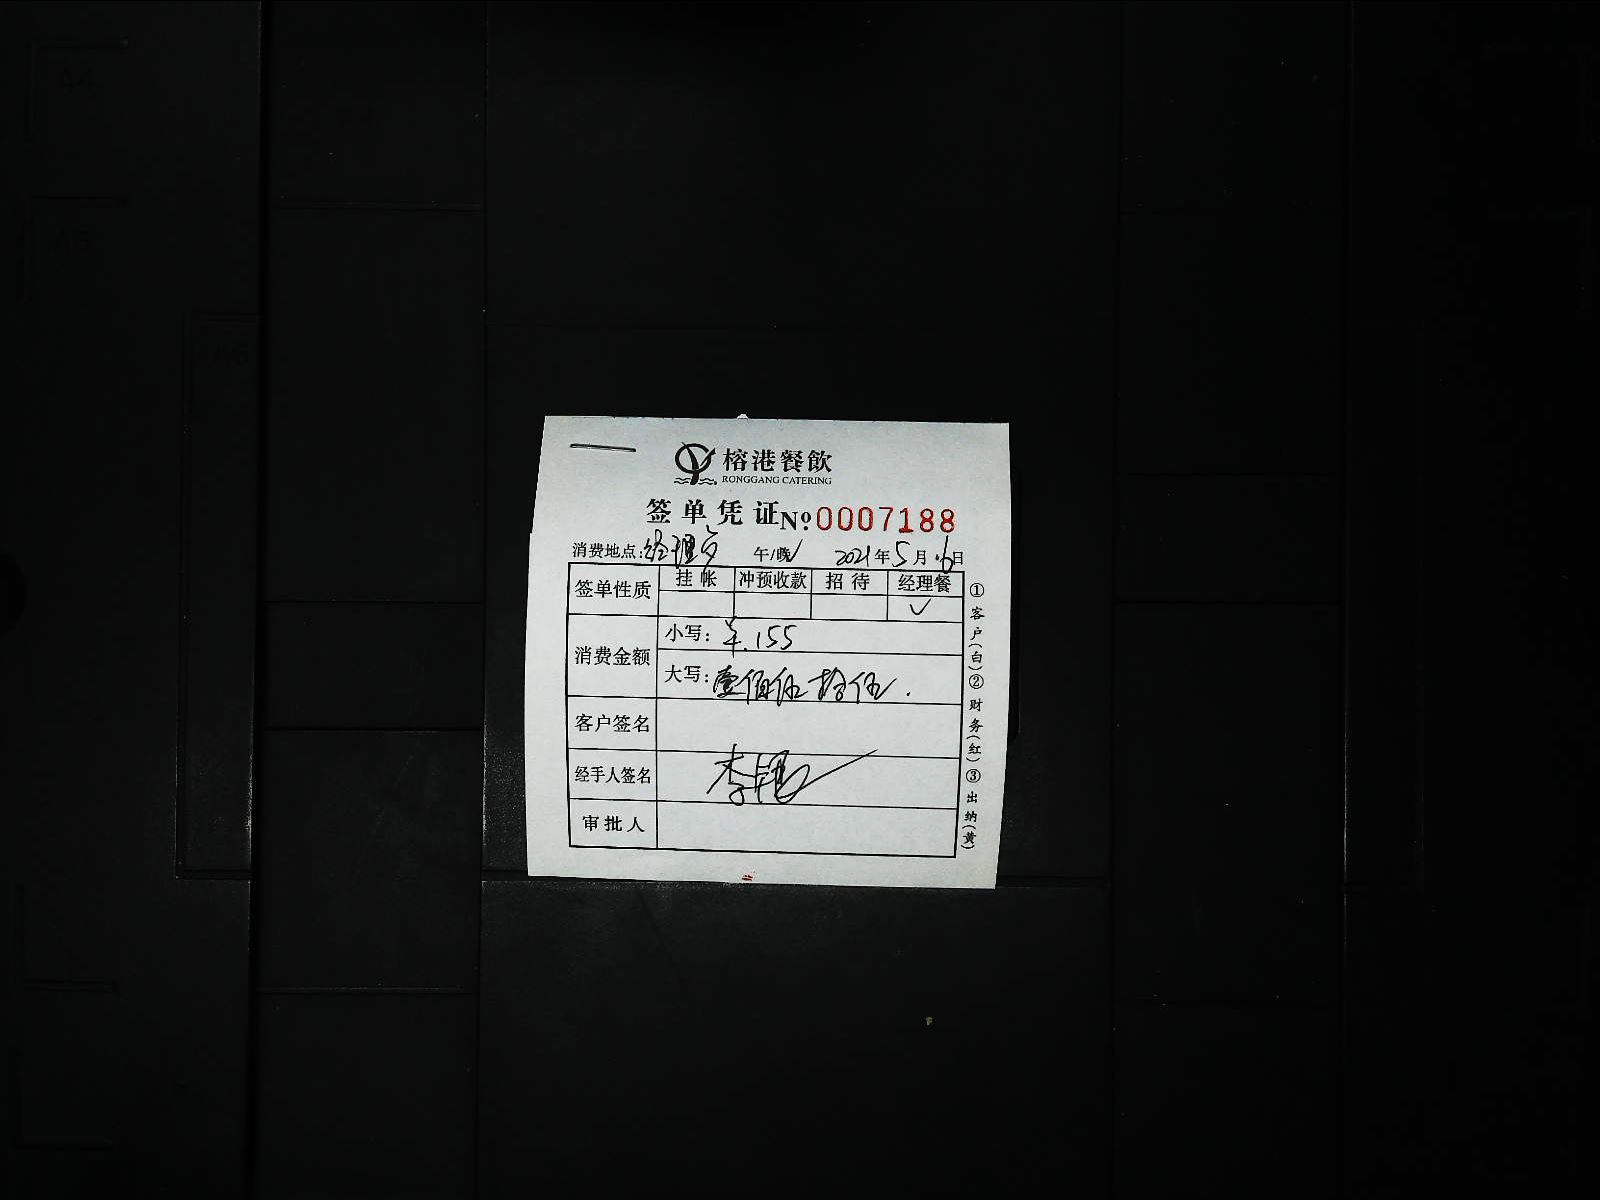 榕港餐飲
RONGGANG CATERING
签单凭证 №0007188
消费地点:经理 午/晚√ 2021年5月6日
签单性质 挂帐 冲预收款 招待 经理餐
√
消费金额 小写:¥.155
大写:壹佰伍拾伍.
客户签名
经手人签名 李
审批人
①客户(白)②财务(红)③出纳(黄)